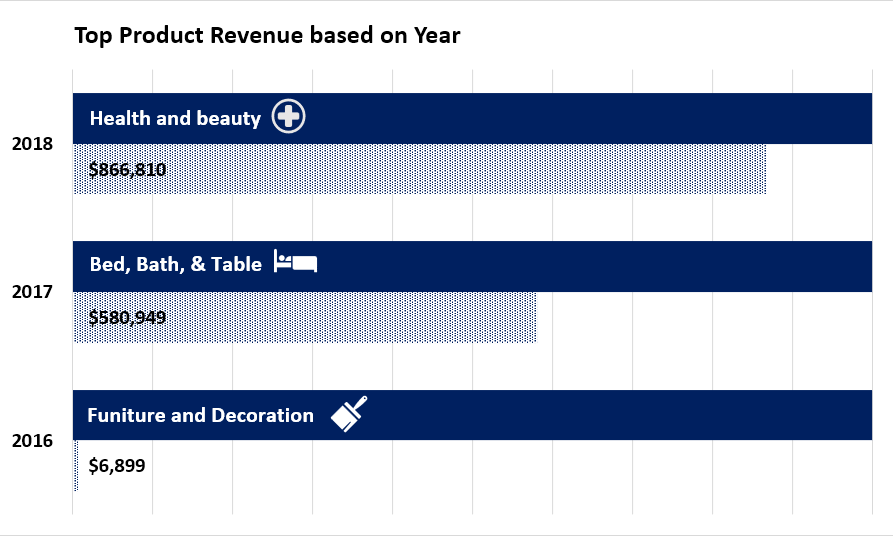 Top Product Revenue based on Year
Health and beauty
2018
$866,810
Bed, Bath, & Table
2017
$580,949
Funiture and Decoration
2016
$6,899